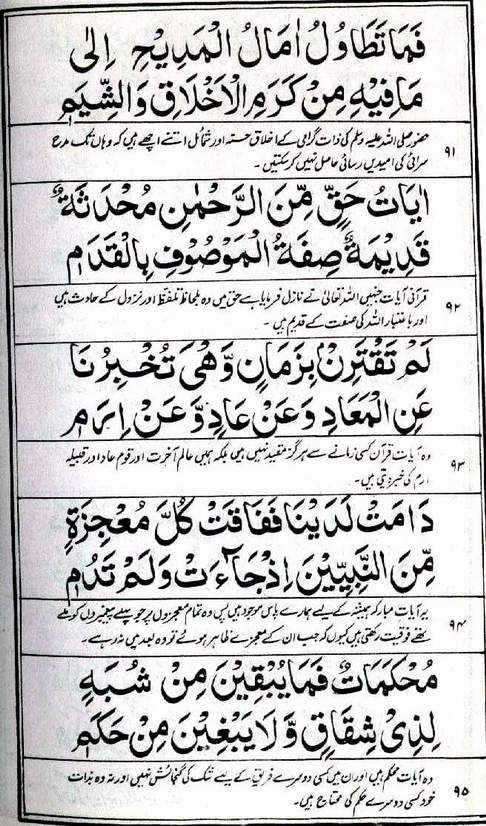 فَمَا تَطَاوُلُ اٰمَالُ الْمَدِيْحِ اِلٰى
مَا فِيْهِ مِنْ كَرَمِ الْاَخْلَاقِ وَالشِّيَمِ
۹۱ حضور صلی اللہ علیہ وسلم کی ذات گرامی کے اخلاق حسنہ اور شمائل اتنے اچھے ہیں کہ وہاں تک مدح
سرائی کی امیدیں رسائی حاصل نہیں کر سکتیں۔
اٰيَاتُ حَقٍّ مِّنَ الرَّحْمٰنِ مُحْدَثَةٌ
قَدِيْمَةٌ صِفَةُ الْمَوْصُوْفِ بِالْقَدَمِ
۹۲ قرآنی آیات جنہیں اللہ تعالیٰ نے نازل فرمایا ہے حق ہیں وہ بلحاظ تلفظ اور نزول کے حادث ہیں
اور باعتبار اللہ کی صفت کے قدیم ہیں۔
لَمْ تَقْتَرِنْ بِزَمَانٍ وَّهْيَ تُخْبِرُنَا
عَنِ الْمَعَادِ وَعَنْ عَادٍ وَّعَنْ اِرَمِ
۹۳ وہ آیات قرآن کسی زمانے سے ہرگز مقید نہیں ہیں بلکہ ہمیں عالم آخرت اور قوم عاد اور قبیلہ
ارم کی خبر دیتی ہیں۔
دَامَتْ لَدَيْنَا فَفَاقَتْ كُلَّ مُعْجِزَةٍ
مِّنَ النَّبِيِّيْنَ اِذْ جَآءَتْ وَلَمْ تَدُمِ
۹۴ یہ آیات مبارکہ ہمیشہ کے لیے ہمارے پاس موجود ہیں پس وہ تمام معجزوں پر جو پہلے پیغمبروں کو ملے
تھے فوقیت رکھتی ہیں کیوں کہ جب ان کے معجزے ظاہر ہوئے تو وہ بعد میں نہ رہے۔
مُحْكَمَاتٌ فَمَا يُبْقِيْنَ مِنْ شُبَهٍ
لِذِيْ شِقَاقٍ وَّلَا يَبْغِيْنَ مِنْ حَكَمِ
۹۵ وہ آیات محکم ہیں اور ان میں کسی دوسرے فریق کے لیے شک کی گنجائش نہیں اور نہ وہ بذات
خود کسی دوسرے حکم کی محتاج ہیں۔